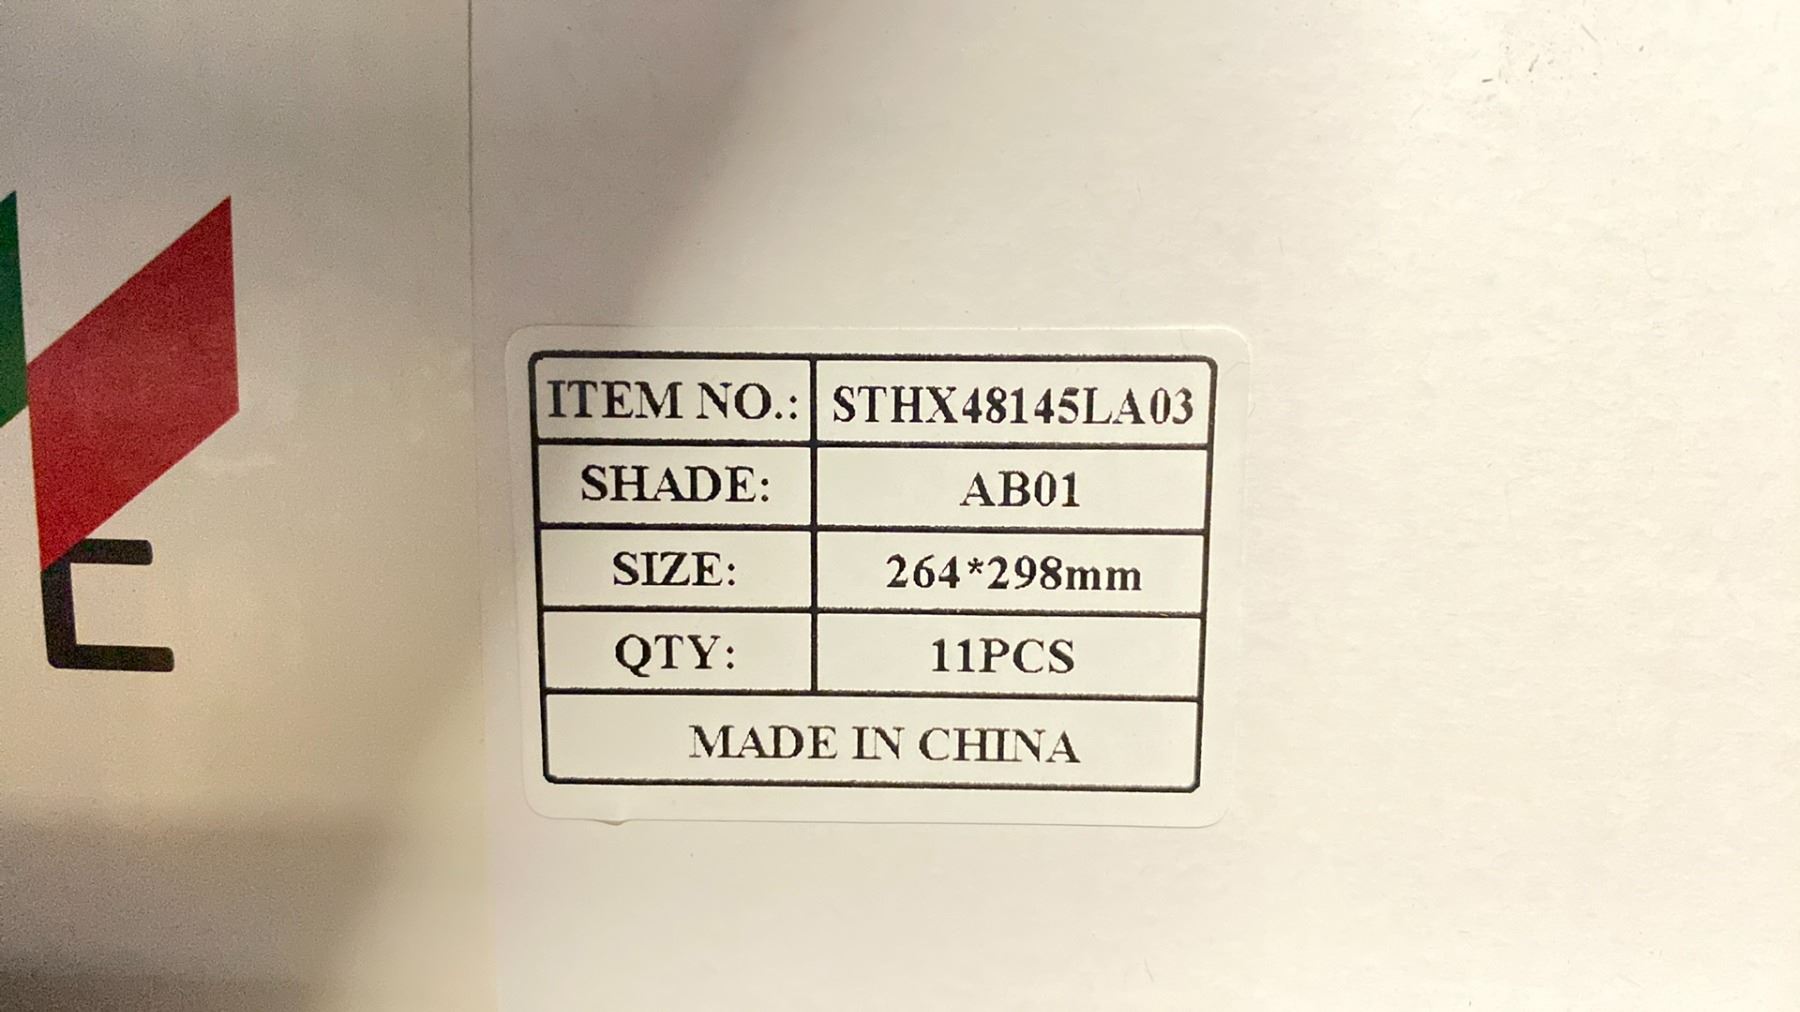 ITEM NO.: STHX48145LA03
SHADE: AB01
SIZE: 264*298mm
QTY: 11PCS
MADE IN CHINA